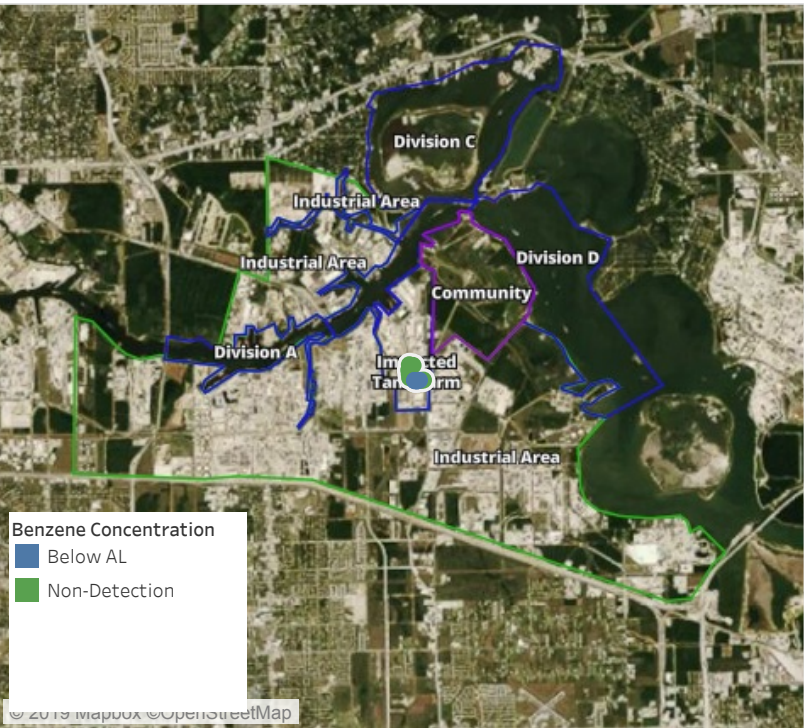 Division C
Industrial Area
Division D
Industrial Area
Community
Division A
Industrial Area
Benzene Concentration
Below AL
Non-Detection
© 2019 Mapbox ©OpenStreetMap